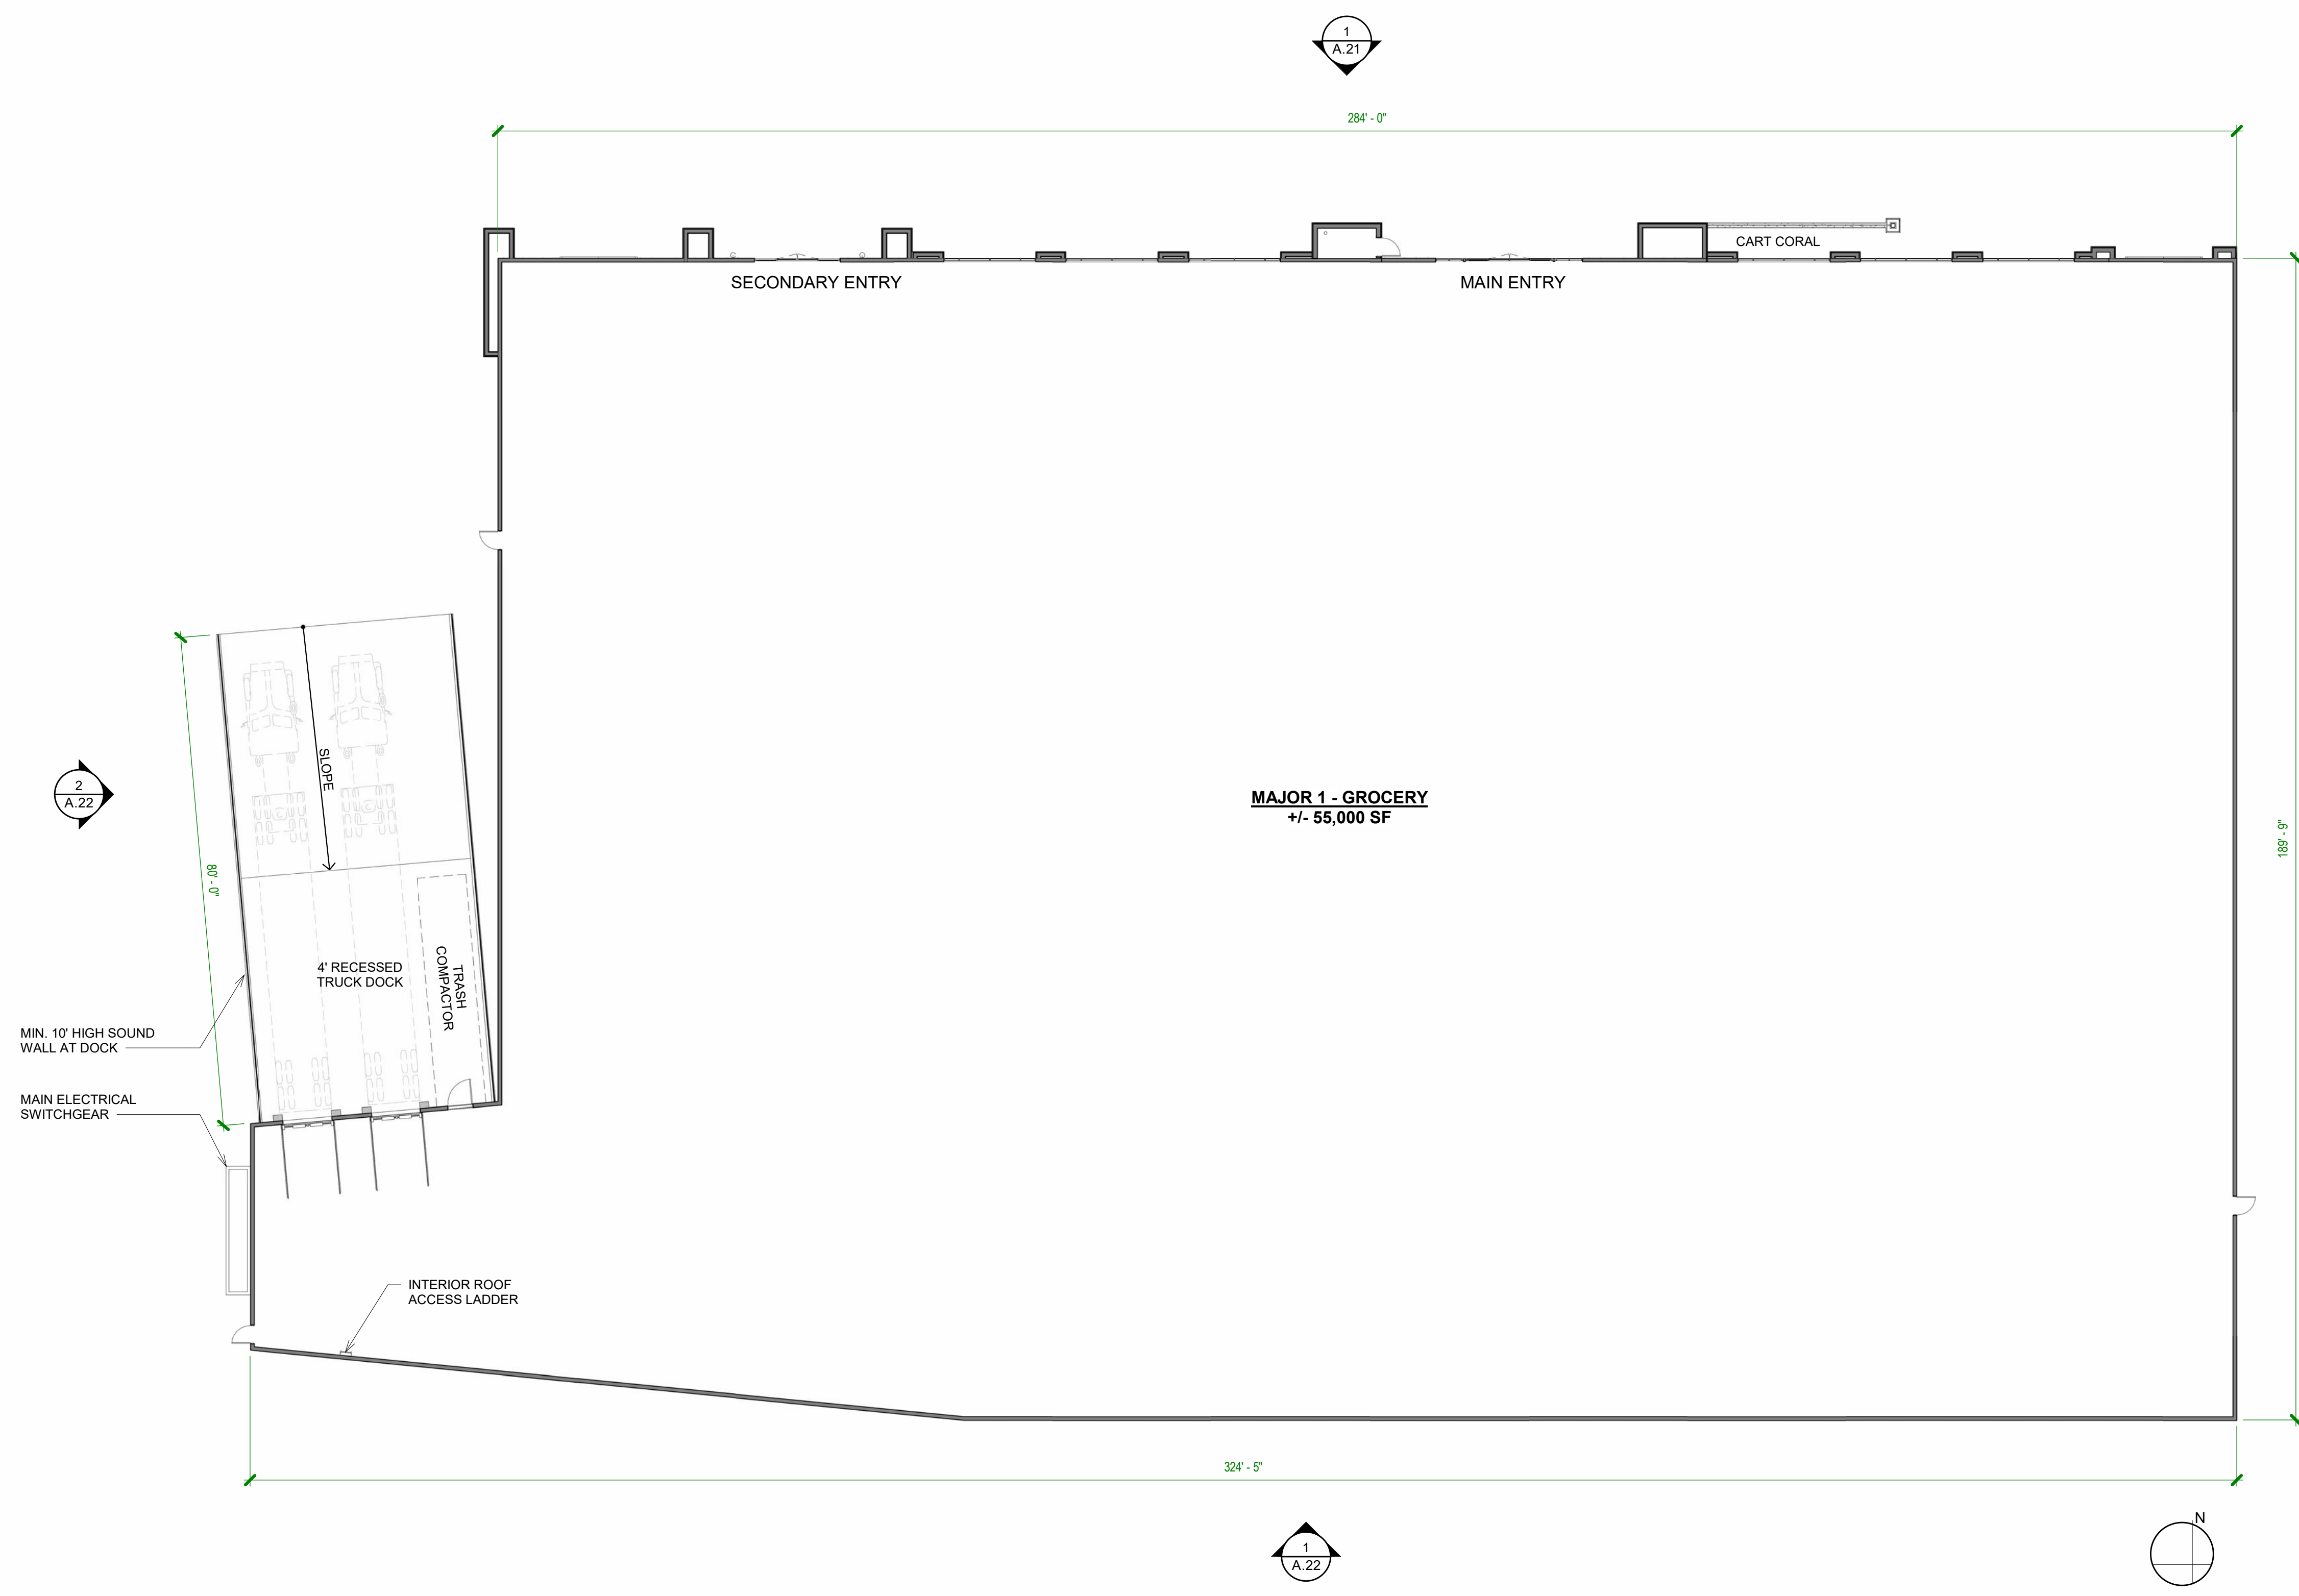 1
A.21
284' - 0"
CART CORAL
SECONDARY ENTRY
MAIN ENTRY
SLOPE
2
A.22
MAJOR 1 - GROCERY
+/- 55,000 SF
189' - 9"
80' - 0"
4' RECESSED
TRUCK DOCK
TRASH
COMPACTOR
MIN. 10' HIGH SOUND
WALL AT DOCK
MAIN ELECTRICAL
SWITCHGEAR
INTERIOR ROOF
ACCESS LADDER
324' - 5"
N
1
A.22